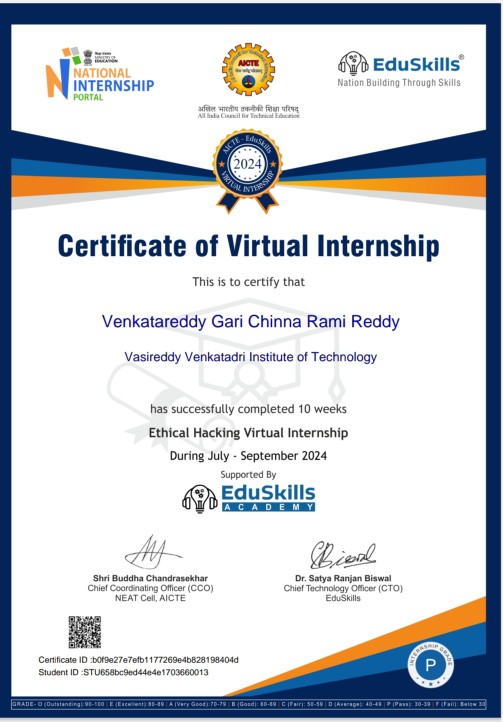 शिक्षा मंत्रालय
MINISTRY OF
EDUCATION
NATIONAL
INTERNSHIP
PORTAL
AICTE
अखिल भारतीय तकनीकी शिक्षा परिषद्
All India Council for Technical Education
EduSkills®
Nation Building Through Skills
AICTE - EduSkills
2024
VIRTUAL INTERNSHIP
Certificate of Virtual Internship
This is to certify that
Venkatareddy Gari Chinna Rami Reddy
Vasireddy Venkatadri Institute of Technology
has successfully completed 10 weeks
Ethical Hacking Virtual Internship
During July - September 2024
Supported By
EduSkills
ACADEMY
Shri Buddha Chandrasekhar
Chief Coordinating Officer (CCO)
NEAT Cell, AICTE
Dr. Satya Ranjan Biswal
Chief Technology Officer (CTO)
EduSkills
Certificate ID :b0f9e27e7efb1177269e4b828198404d
Student ID :STU658bc9ed44e4e1703660013
INTERNSHIP GRADE
P
GRADE- O (Outstanding):90-100 | E (Excellent):80-89 | A (Very Good):70-79 | B (Good): 60-69 | C (Fair): 50-59 | D (Average): 40-49 | P (Pass): 30-39 | F (Fail): Below 30